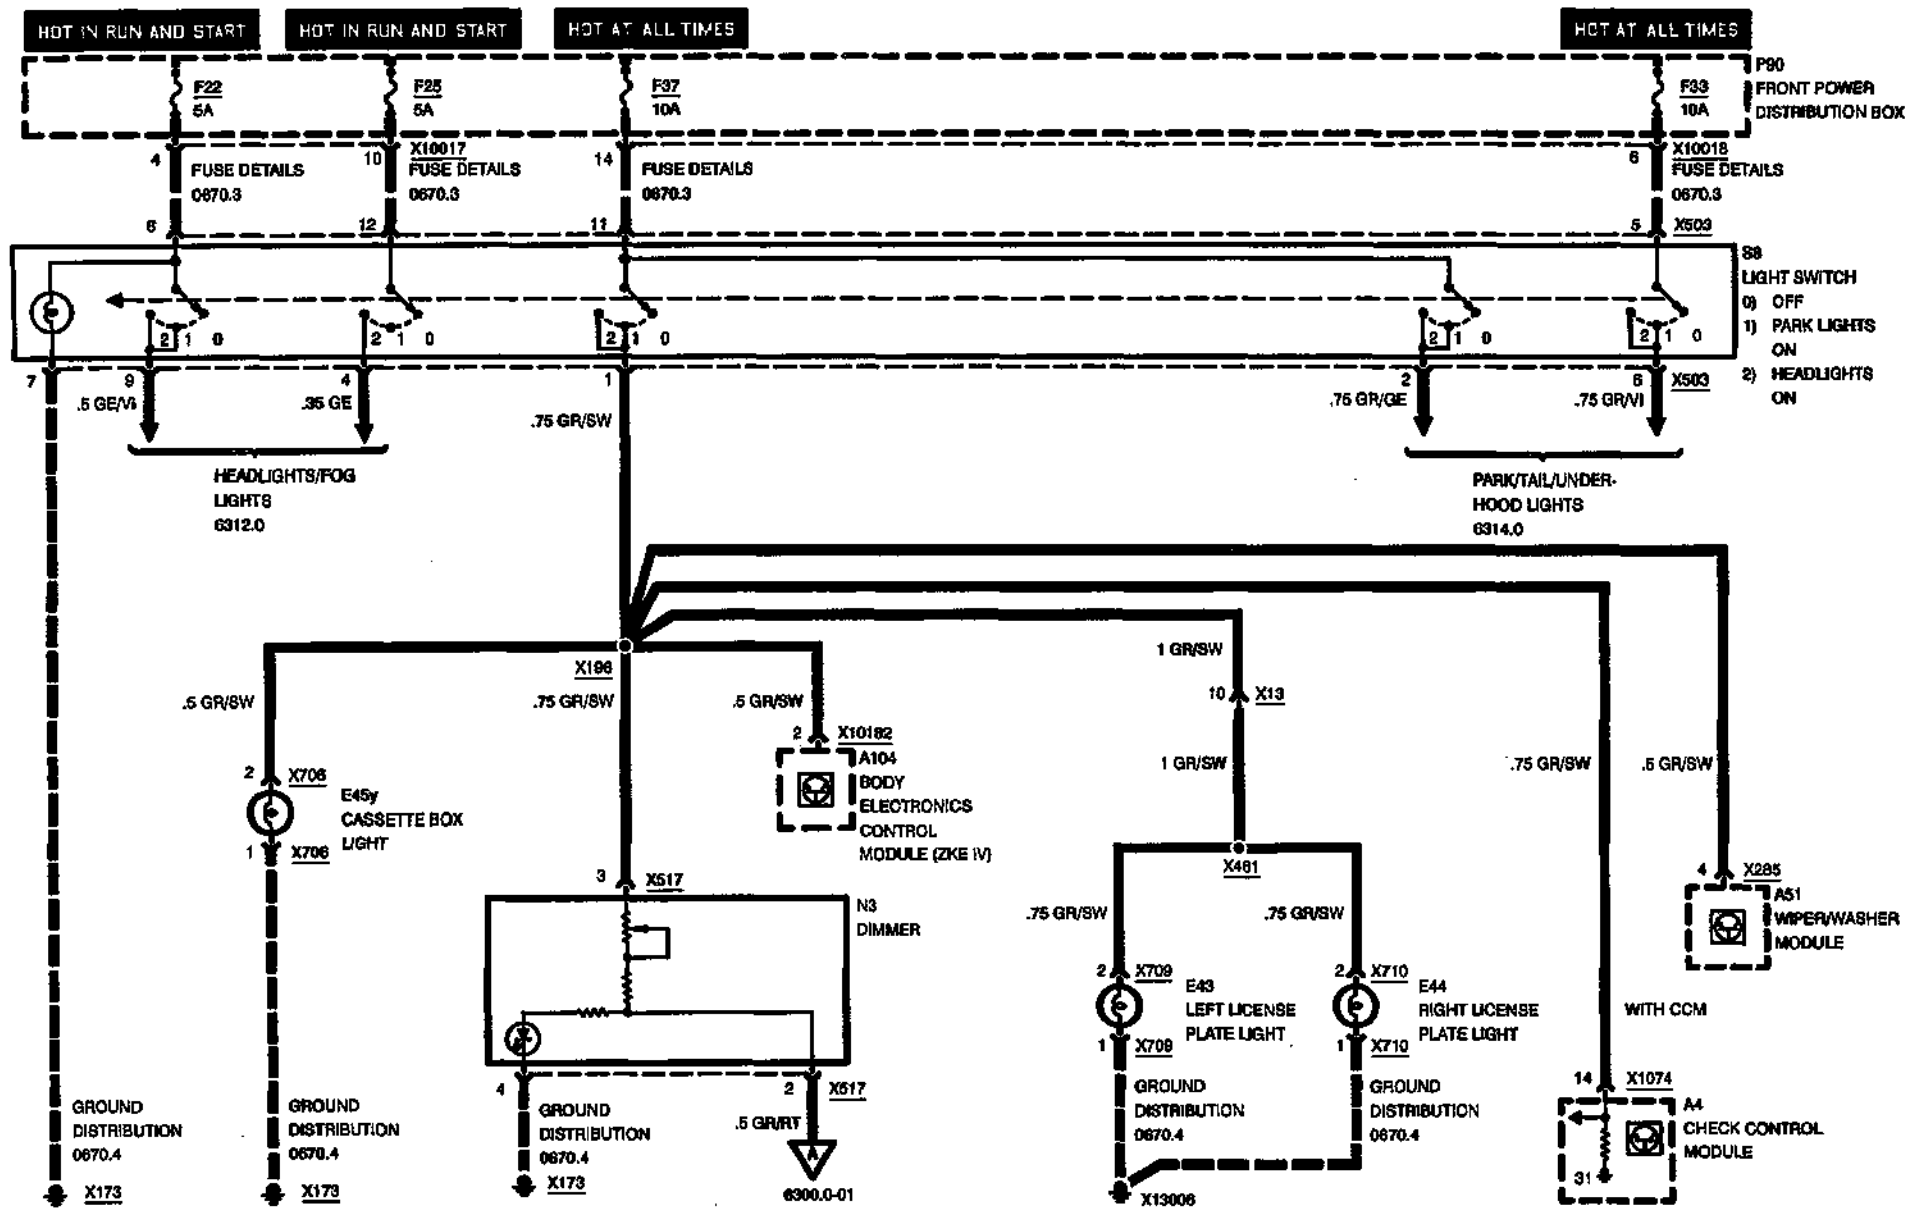 HOT IN RUN AND START
HOT IN RUN AND START
HOT AT ALL TIMES
HOT AT ALL TIMES
F22
5A
F25
5A
F37
10A
F33
10A
P90
FRONT POWER
DISTRIBUTION BOX
4
10
X10017
14
6
X10018
FUSE DETAILS
0670.3
FUSE DETAILS
0670.3
FUSE DETAILS
0670.3
FUSE DETAILS
0670.3
6
12
11
5
X503
S8
LIGHT SWITCH
0) OFF
1) PARK LIGHTS
ON
2) HEADLIGHTS
ON
2 1 0
2 1 0
2 1 0
2 1 0
2 1 0
7
9
4
1
2
6
X503
.5 GE/VI
.35 GE
.75 GR/SW
.75 GR/GE
.75 GR/VI
HEADLIGHTS/FOG
LIGHTS
6312.0
PARK/TAIL/UNDER-
HOOD LIGHTS
6314.0
X196
.5 GR/SW
.75 GR/SW
.5 GR/SW
1 GR/SW
10
X13
1 GR/SW
.75 GR/SW
.5 GR/SW
2
X10182
A104
BODY
ELECTRONICS
CONTROL
MODULE (ZKE IV)
2
X706
E45y
CASSETTE BOX
LIGHT
1
X706
3
X517
N3
DIMMER
X461
.75 GR/SW
.75 GR/SW
4
X285
A51
WIPER/WASHER
MODULE
2
X709
E43
LEFT LICENSE
PLATE LIGHT
1
X709
2
X710
E44
RIGHT LICENSE
PLATE LIGHT
1
X710
WITH CCM
14
X1074
A4
CHECK CONTROL
MODULE
31
4
2
X517
.5 GR/RT
A
6300.0-01
GROUND
DISTRIBUTION
0670.4
X173
GROUND
DISTRIBUTION
0670.4
X173
GROUND
DISTRIBUTION
0670.4
X173
GROUND
DISTRIBUTION
0670.4
GROUND
DISTRIBUTION
0670.4
X13006